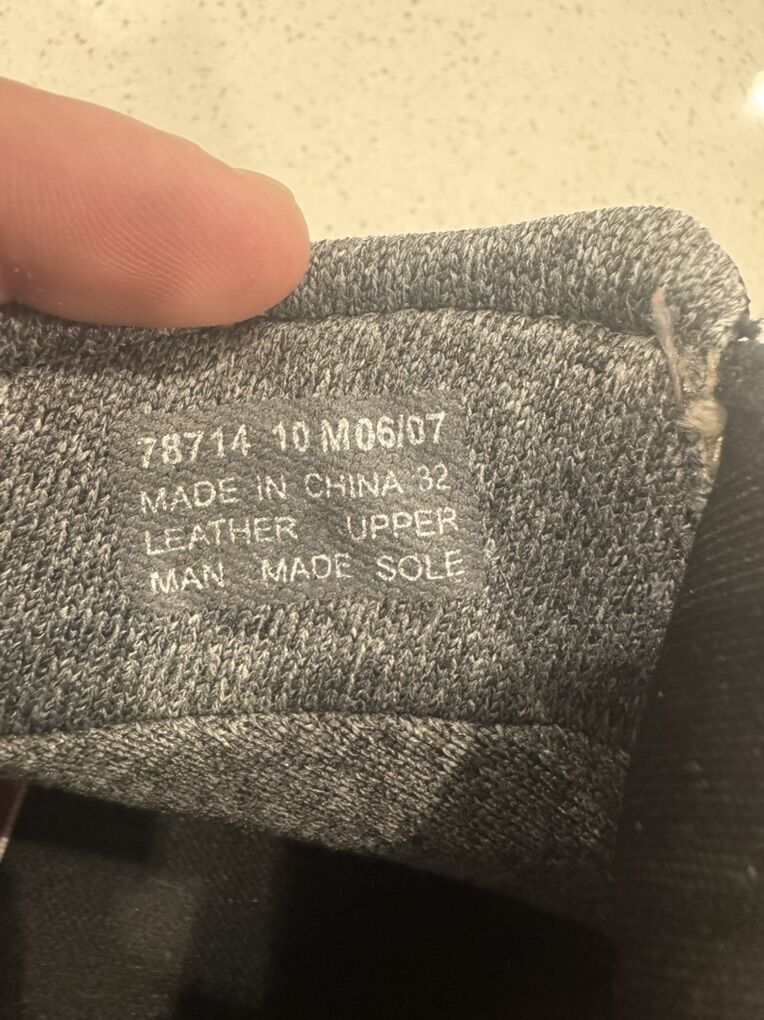 78714 10 M06/07
MADE IN CHINA 32
LEATHER UPPER
MAN MADE SOLE